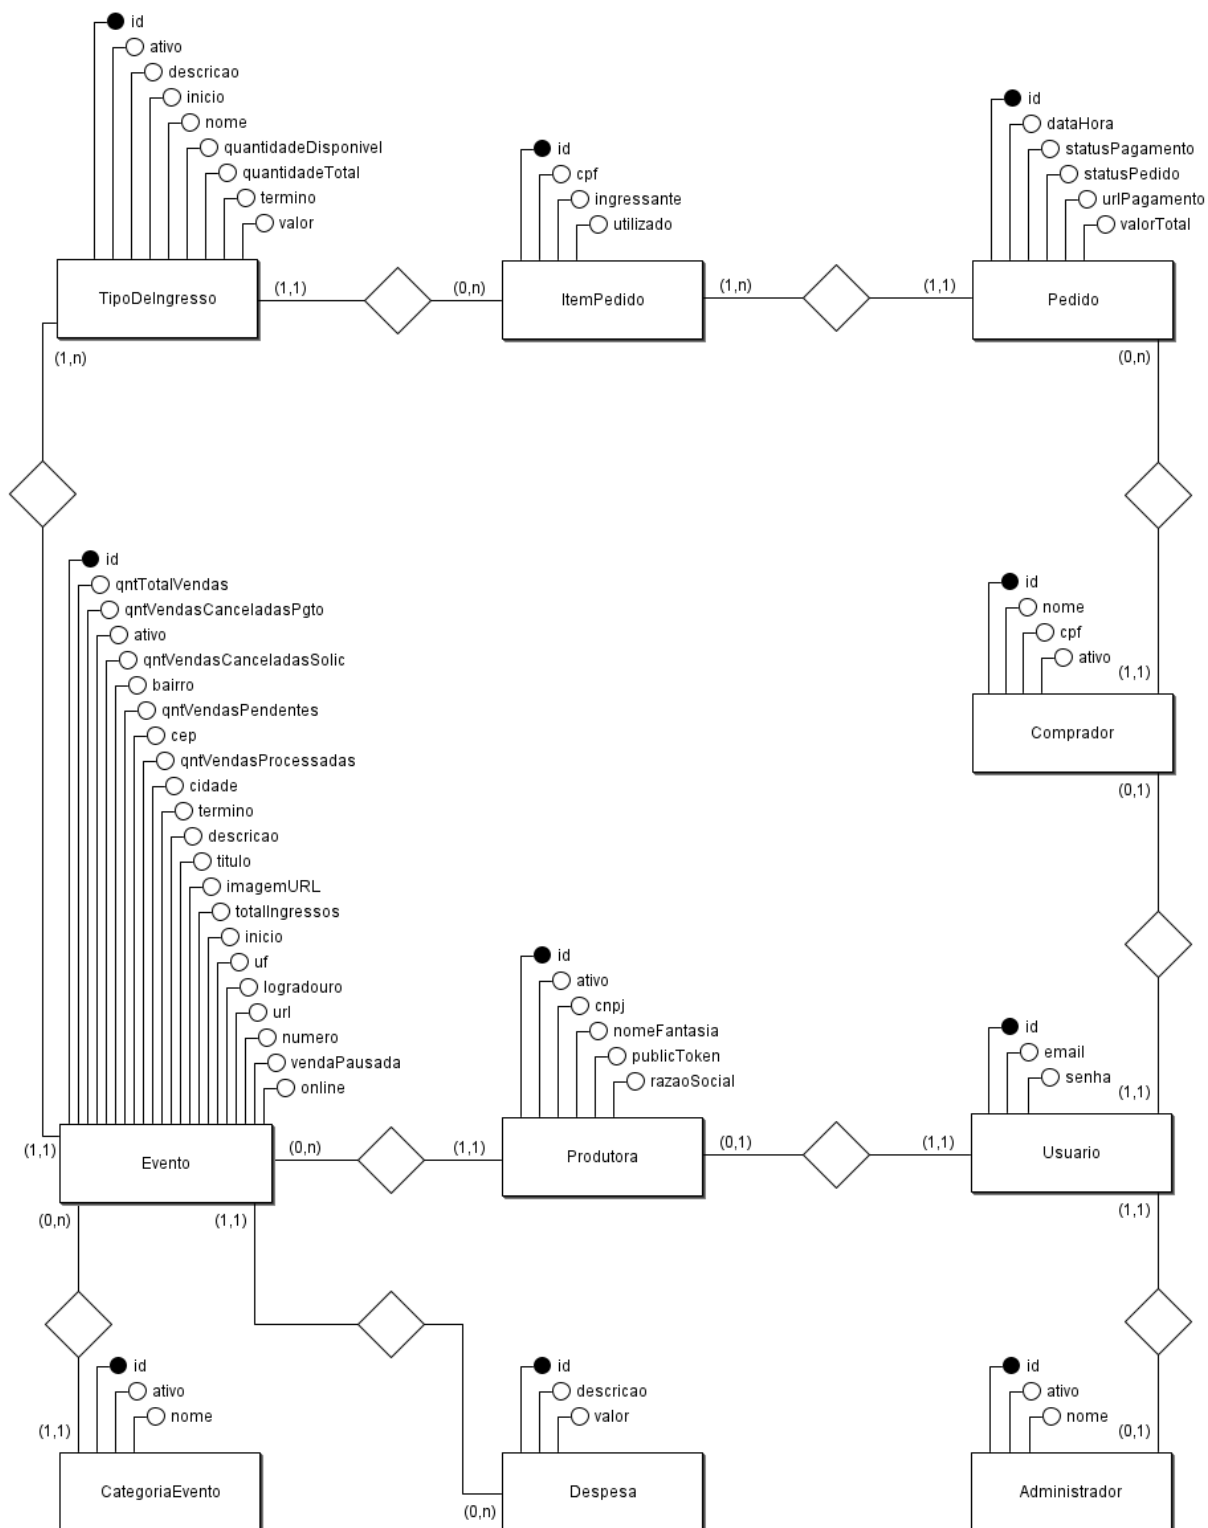 id
ativo
descricao
inicio
nome
quantidadeDisponivel
quantidadeTotal
termino
valor
TipoDeIngresso
(1,1)
(0,n)
id
cpf
ingressante
utilizado
ItemPedido
(1,n)
(1,1)
id
dataHora
statusPagamento
statusPedido
urlPagamento
valorTotal
Pedido
(1,n)
(0,n)
id
qntTotalVendas
qntVendasCanceladasPgto
ativo
qntVendasCanceladasSolic
bairro
qntVendasPendentes
cep
qntVendasProcessadas
cidade
termino
descricao
titulo
imagemURL
totalIngressos
inicio
uf
logradouro
url
numero
vendaPausada
online
(1,1)
Evento
(0,n)
(1,1)
id
nome
cpf
ativo
(1,1)
Comprador
(0,1)
id
ativo
cnpj
nomeFantasia
publicToken
razaoSocial
Produtora
(0,1)
(1,1)
id
email
senha
(1,1)
Usuario
(0,n)
(1,1)
(1,1)
id
ativo
nome
(1,1)
CategoriaEvento
id
descricao
valor
(0,n)
Despesa
id
ativo
nome
(0,1)
Administrador